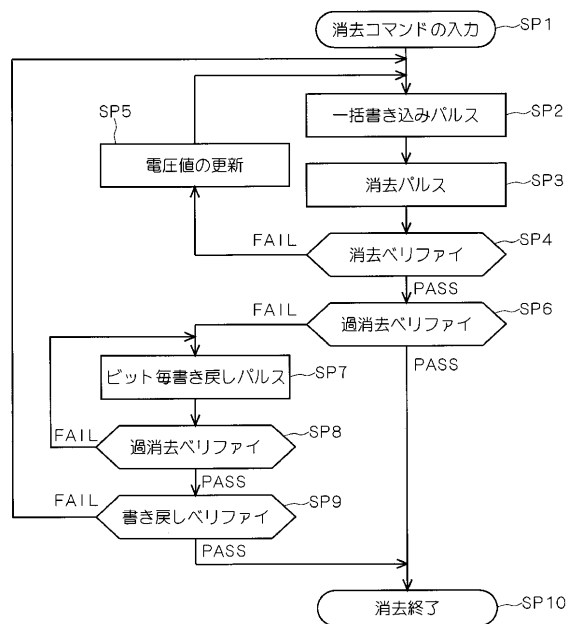 消去コマンドの入力 SP1
一括書き込みパルス SP2
SP5
電圧値の更新
消去パルス SP3
FAIL 消去ベリファイ SP4
PASS
FAIL 過消去ベリファイ SP6
PASS
ビット毎書き戻しパルス SP7
FAIL 過消去ベリファイ SP8
PASS
FAIL 書き戻しベリファイ SP9
PASS
消去終了 SP10